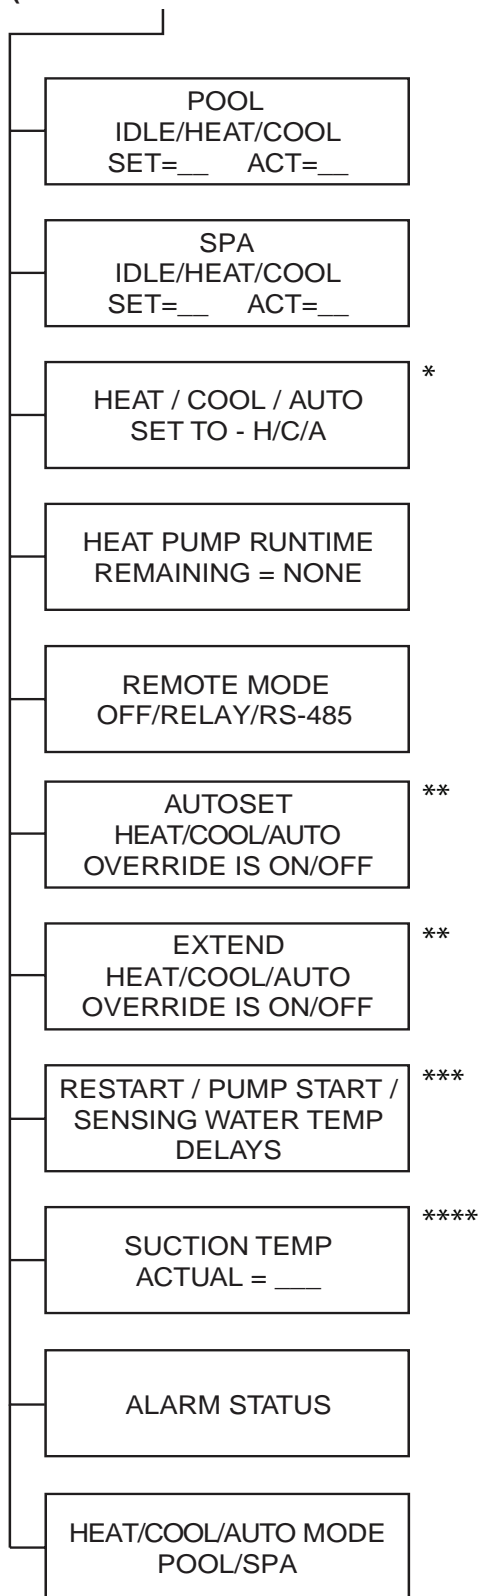 POOL
IDLE/HEAT/COOL
SET=__ ACT=__
SPA
IDLE/HEAT/COOL
SET=__ ACT=__
*
HEAT / COOL / AUTO
SET TO - H/C/A
HEAT PUMP RUNTIME
REMAINING = NONE
REMOTE MODE
OFF/RELAY/RS-485
**
AUTOSET
HEAT/COOL/AUTO
OVERRIDE IS ON/OFF
**
EXTEND
HEAT/COOL/AUTO
OVERRIDE IS ON/OFF
***
RESTART / PUMP START /
SENSING WATER TEMP
DELAYS
****
SUCTION TEMP
ACTUAL = ___
ALARM STATUS
HEAT/COOL/AUTO MODE
POOL/SPA